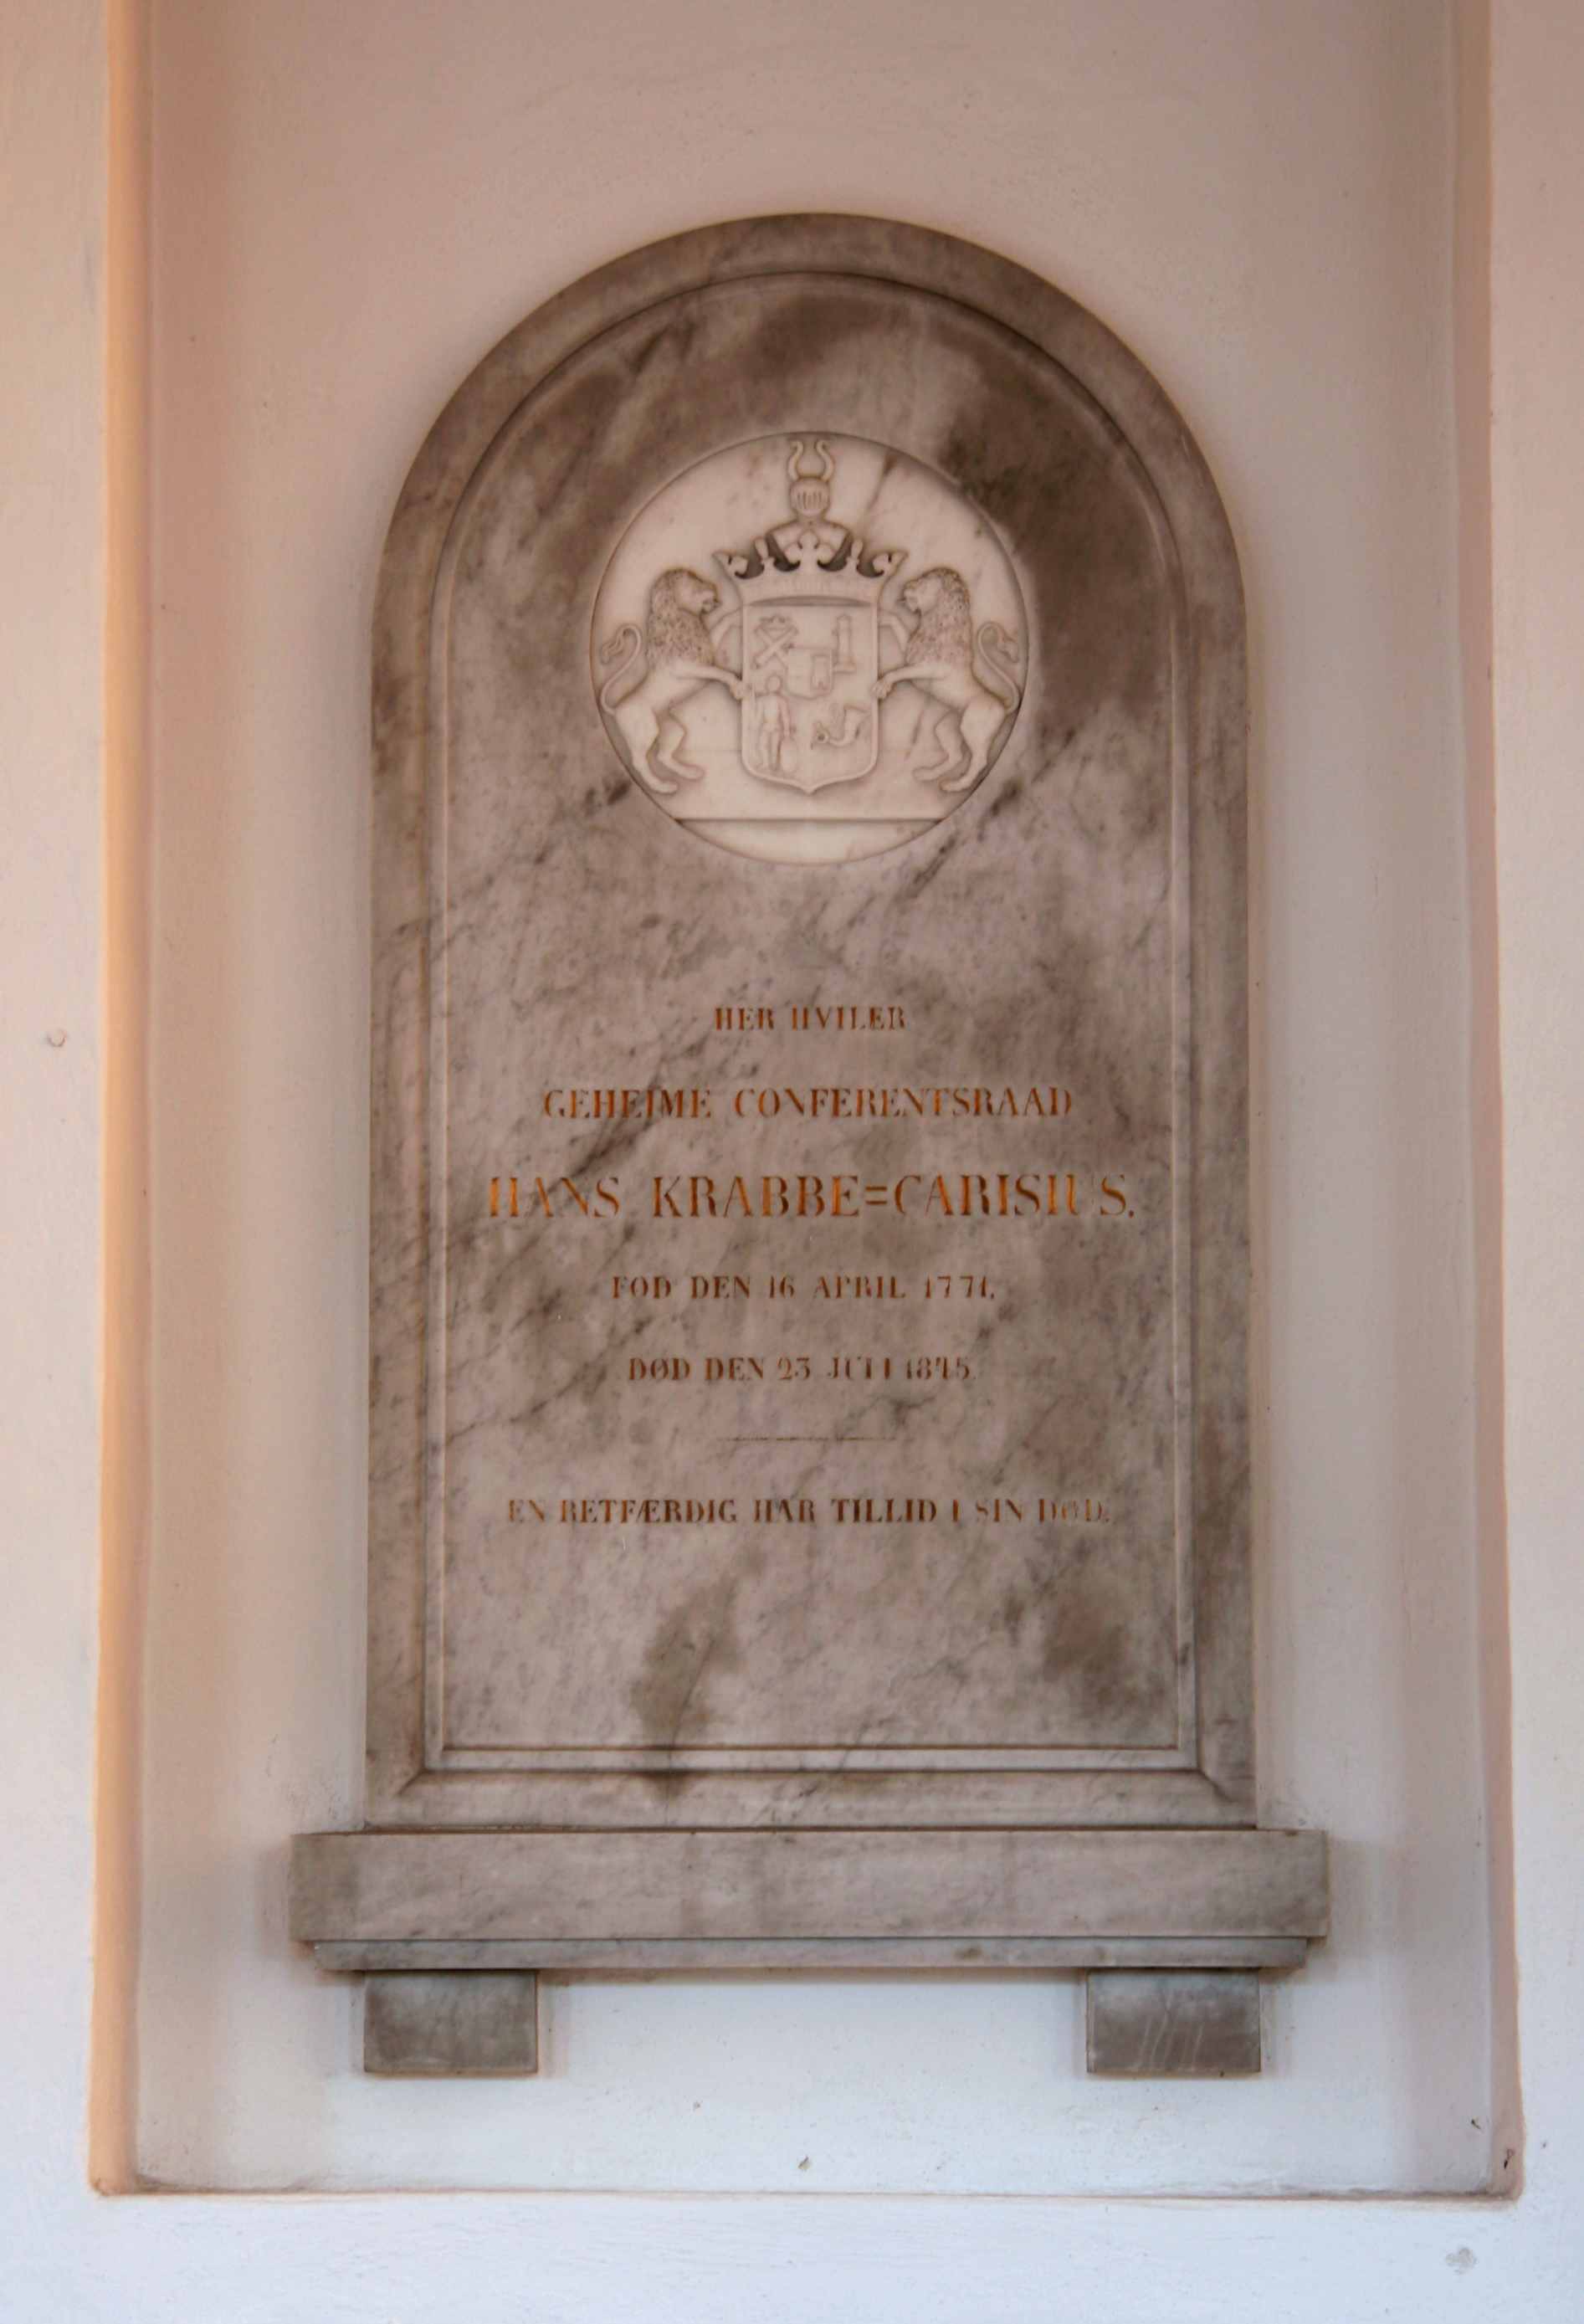 HER HVILER
GEHEIME CONFERENTSRAAD
HANS KRABBE=CARISIUS.
FØD DEN 16 APRIL 1771,
DØD DEN 23 JULI 1845.
EN RETFÆRDIG HAR TILLID I SIN DØD.